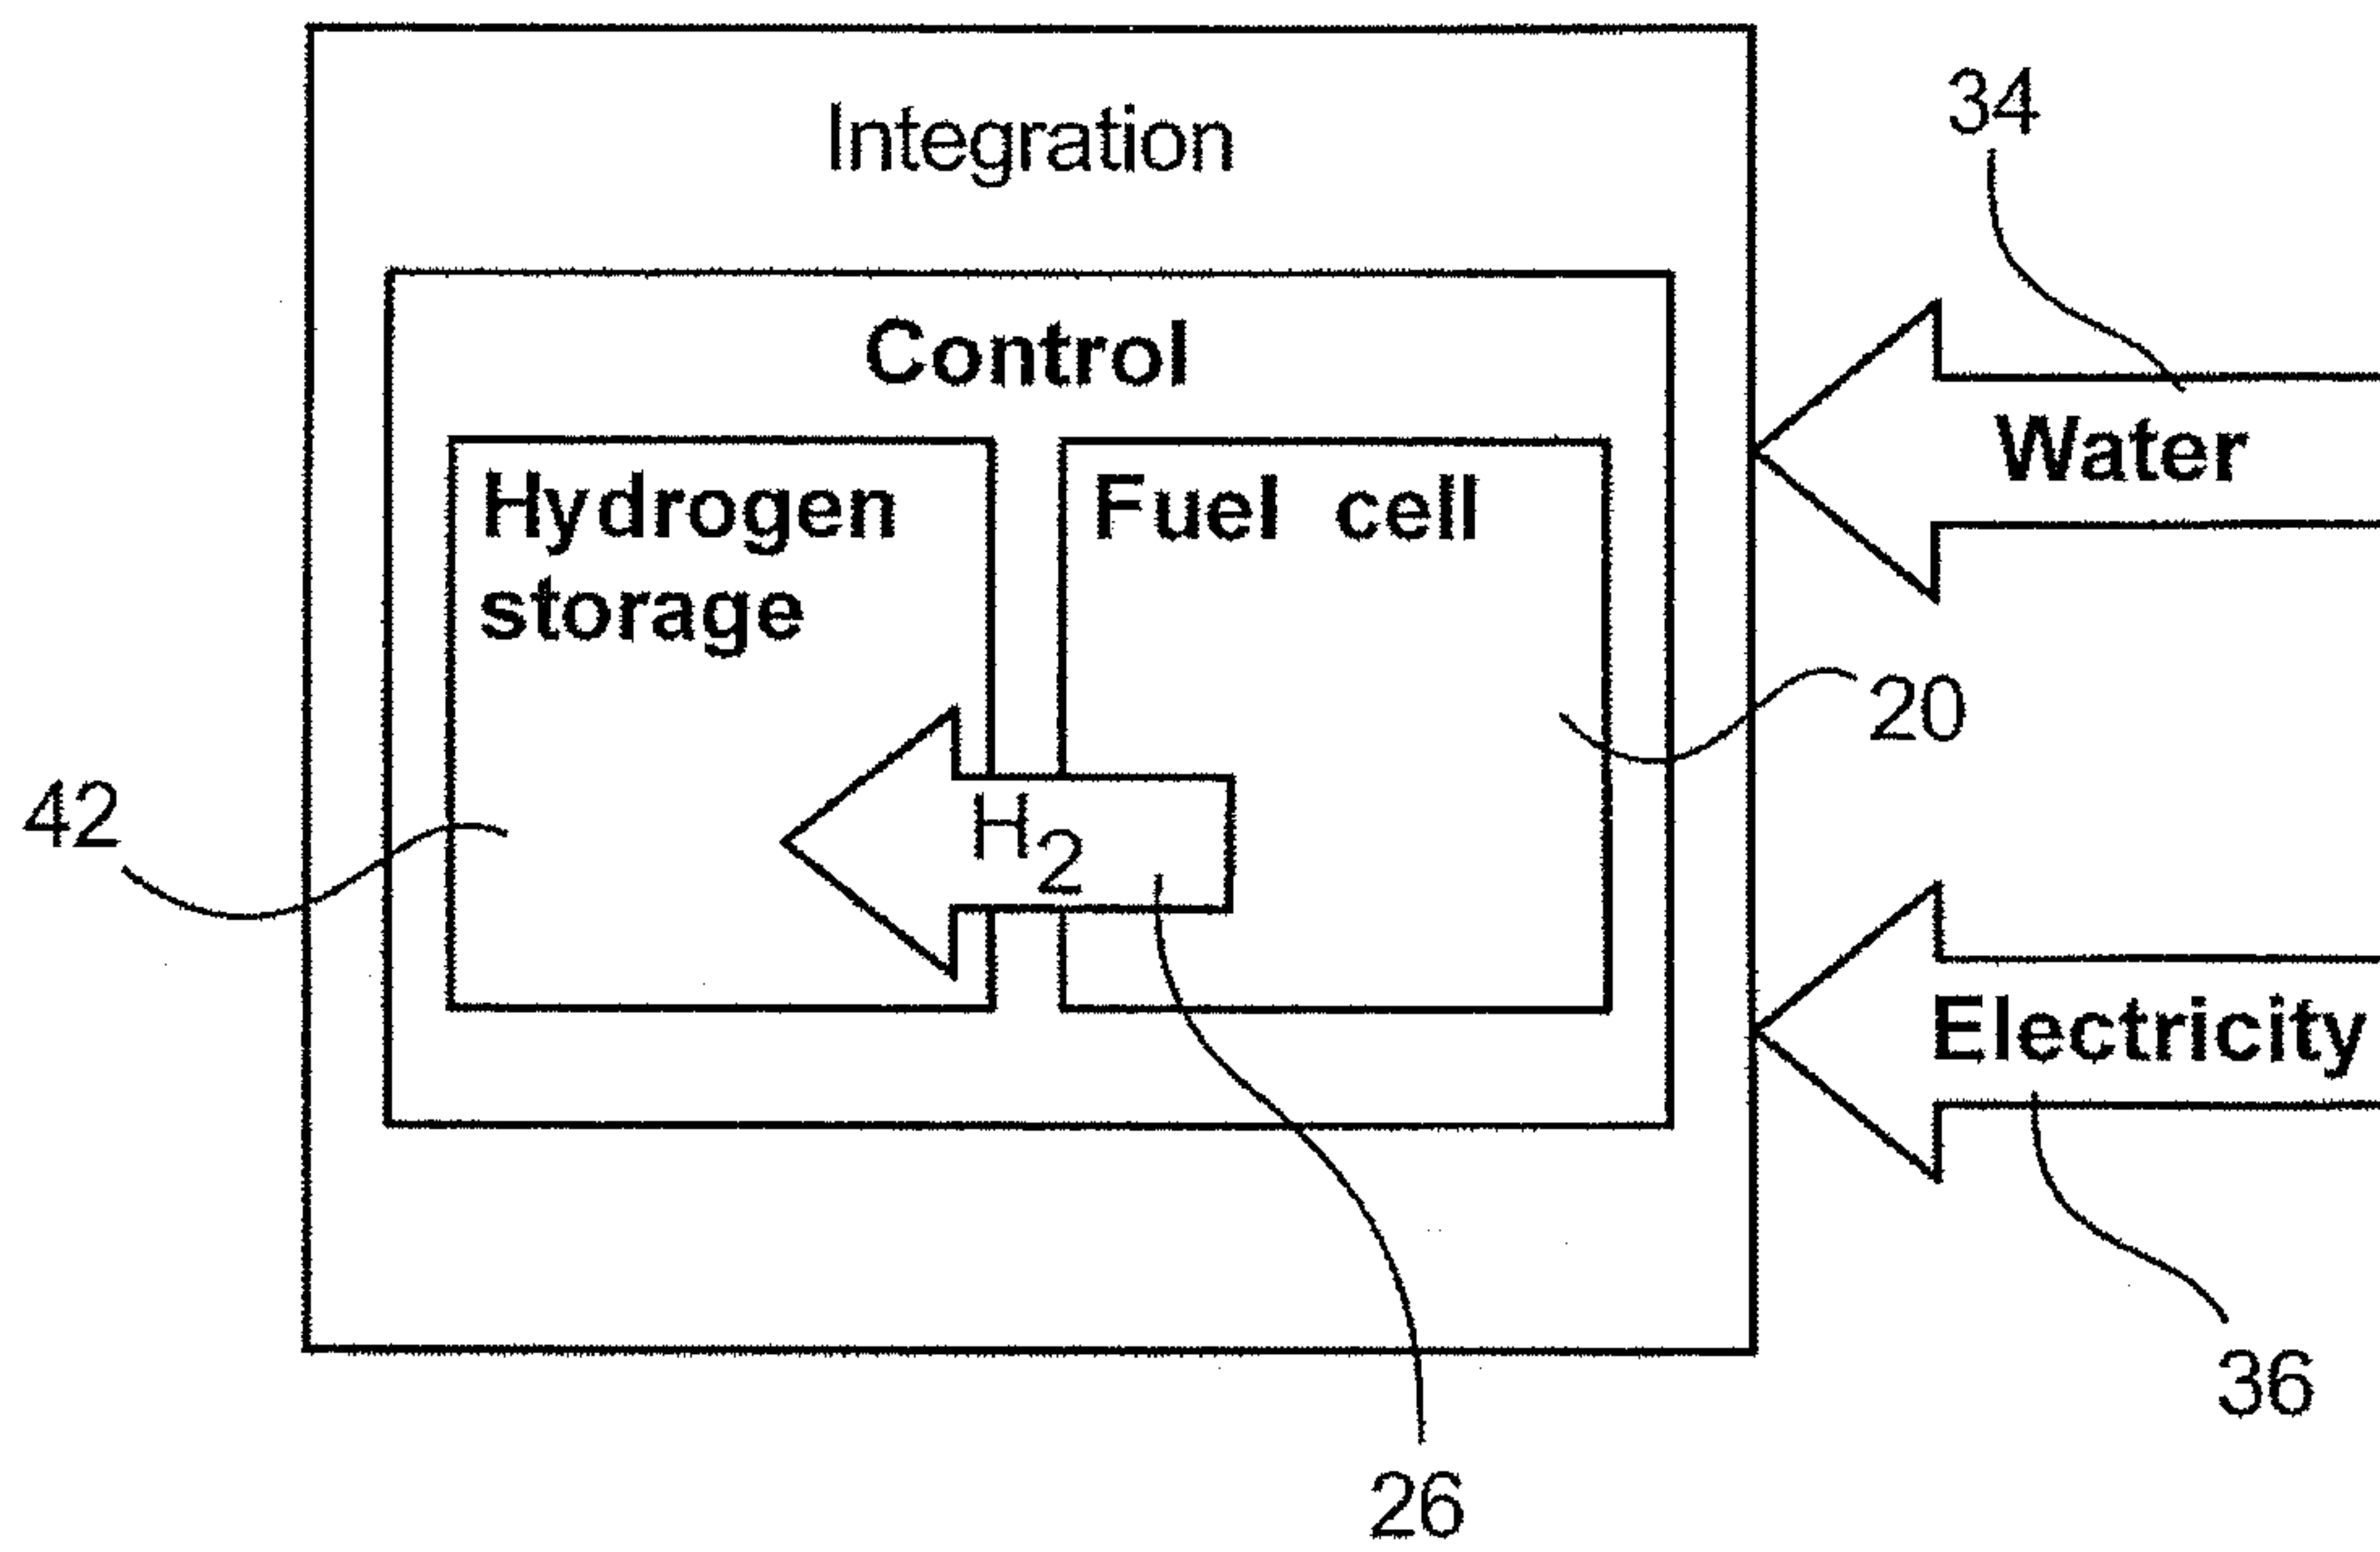 Integration
34
Control
Water
Hydrogen
storage
Fuel cell
20
42
H2
Electricity
36
26